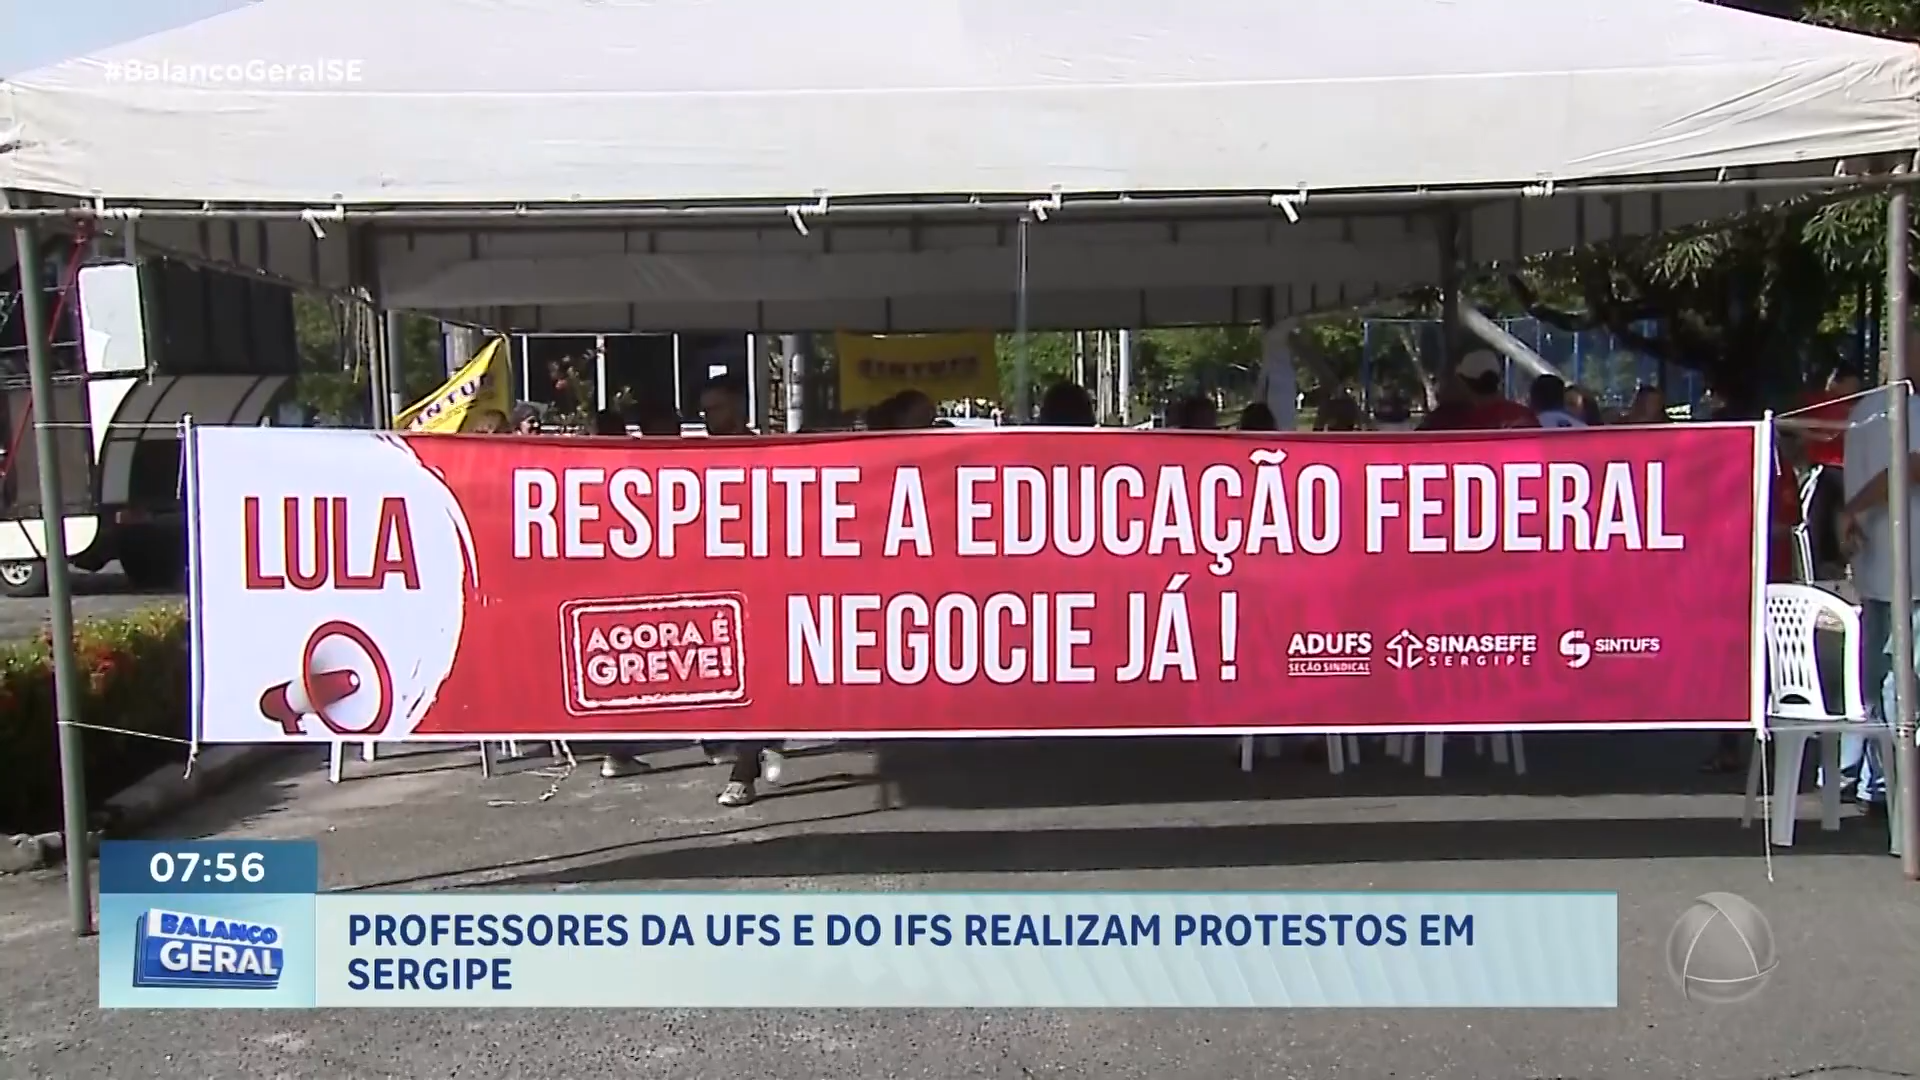 #BalancoGeralSE
SINTUFS
LULA
RESPEITE A EDUCAÇÃO FEDERAL
NEGOCIE JÁ !
AGORA É
GREVE!
ADUFS
SEÇÃO SINDICAL
SINASEFE
SERGIPE
SINTUFS
07:56
BALANÇO
GERAL
PROFESSORES DA UFS E DO IFS REALIZAM PROTESTOS EM
SERGIPE